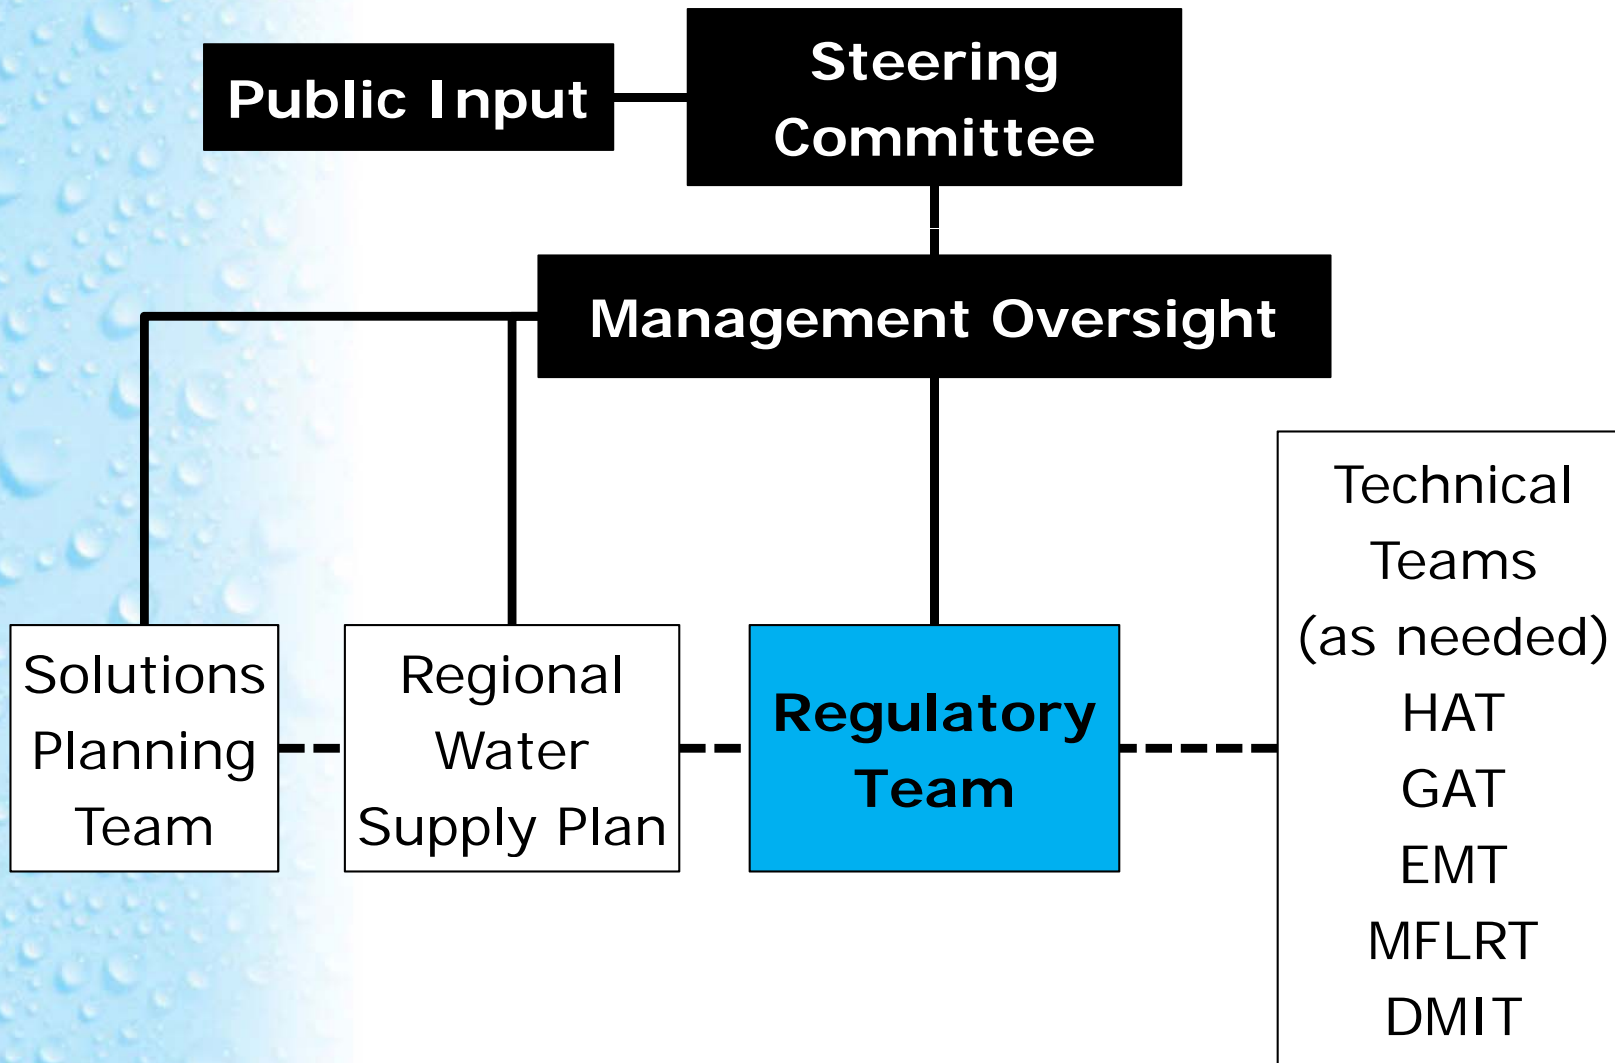 Public Input
Steering
Committee
Management Oversight
Solutions
Planning
Team
Regional
Water
Supply Plan
Regulatory
Team
Technical
Teams
(as needed)
HAT
GAT
EMT
MFLRT
DMIT